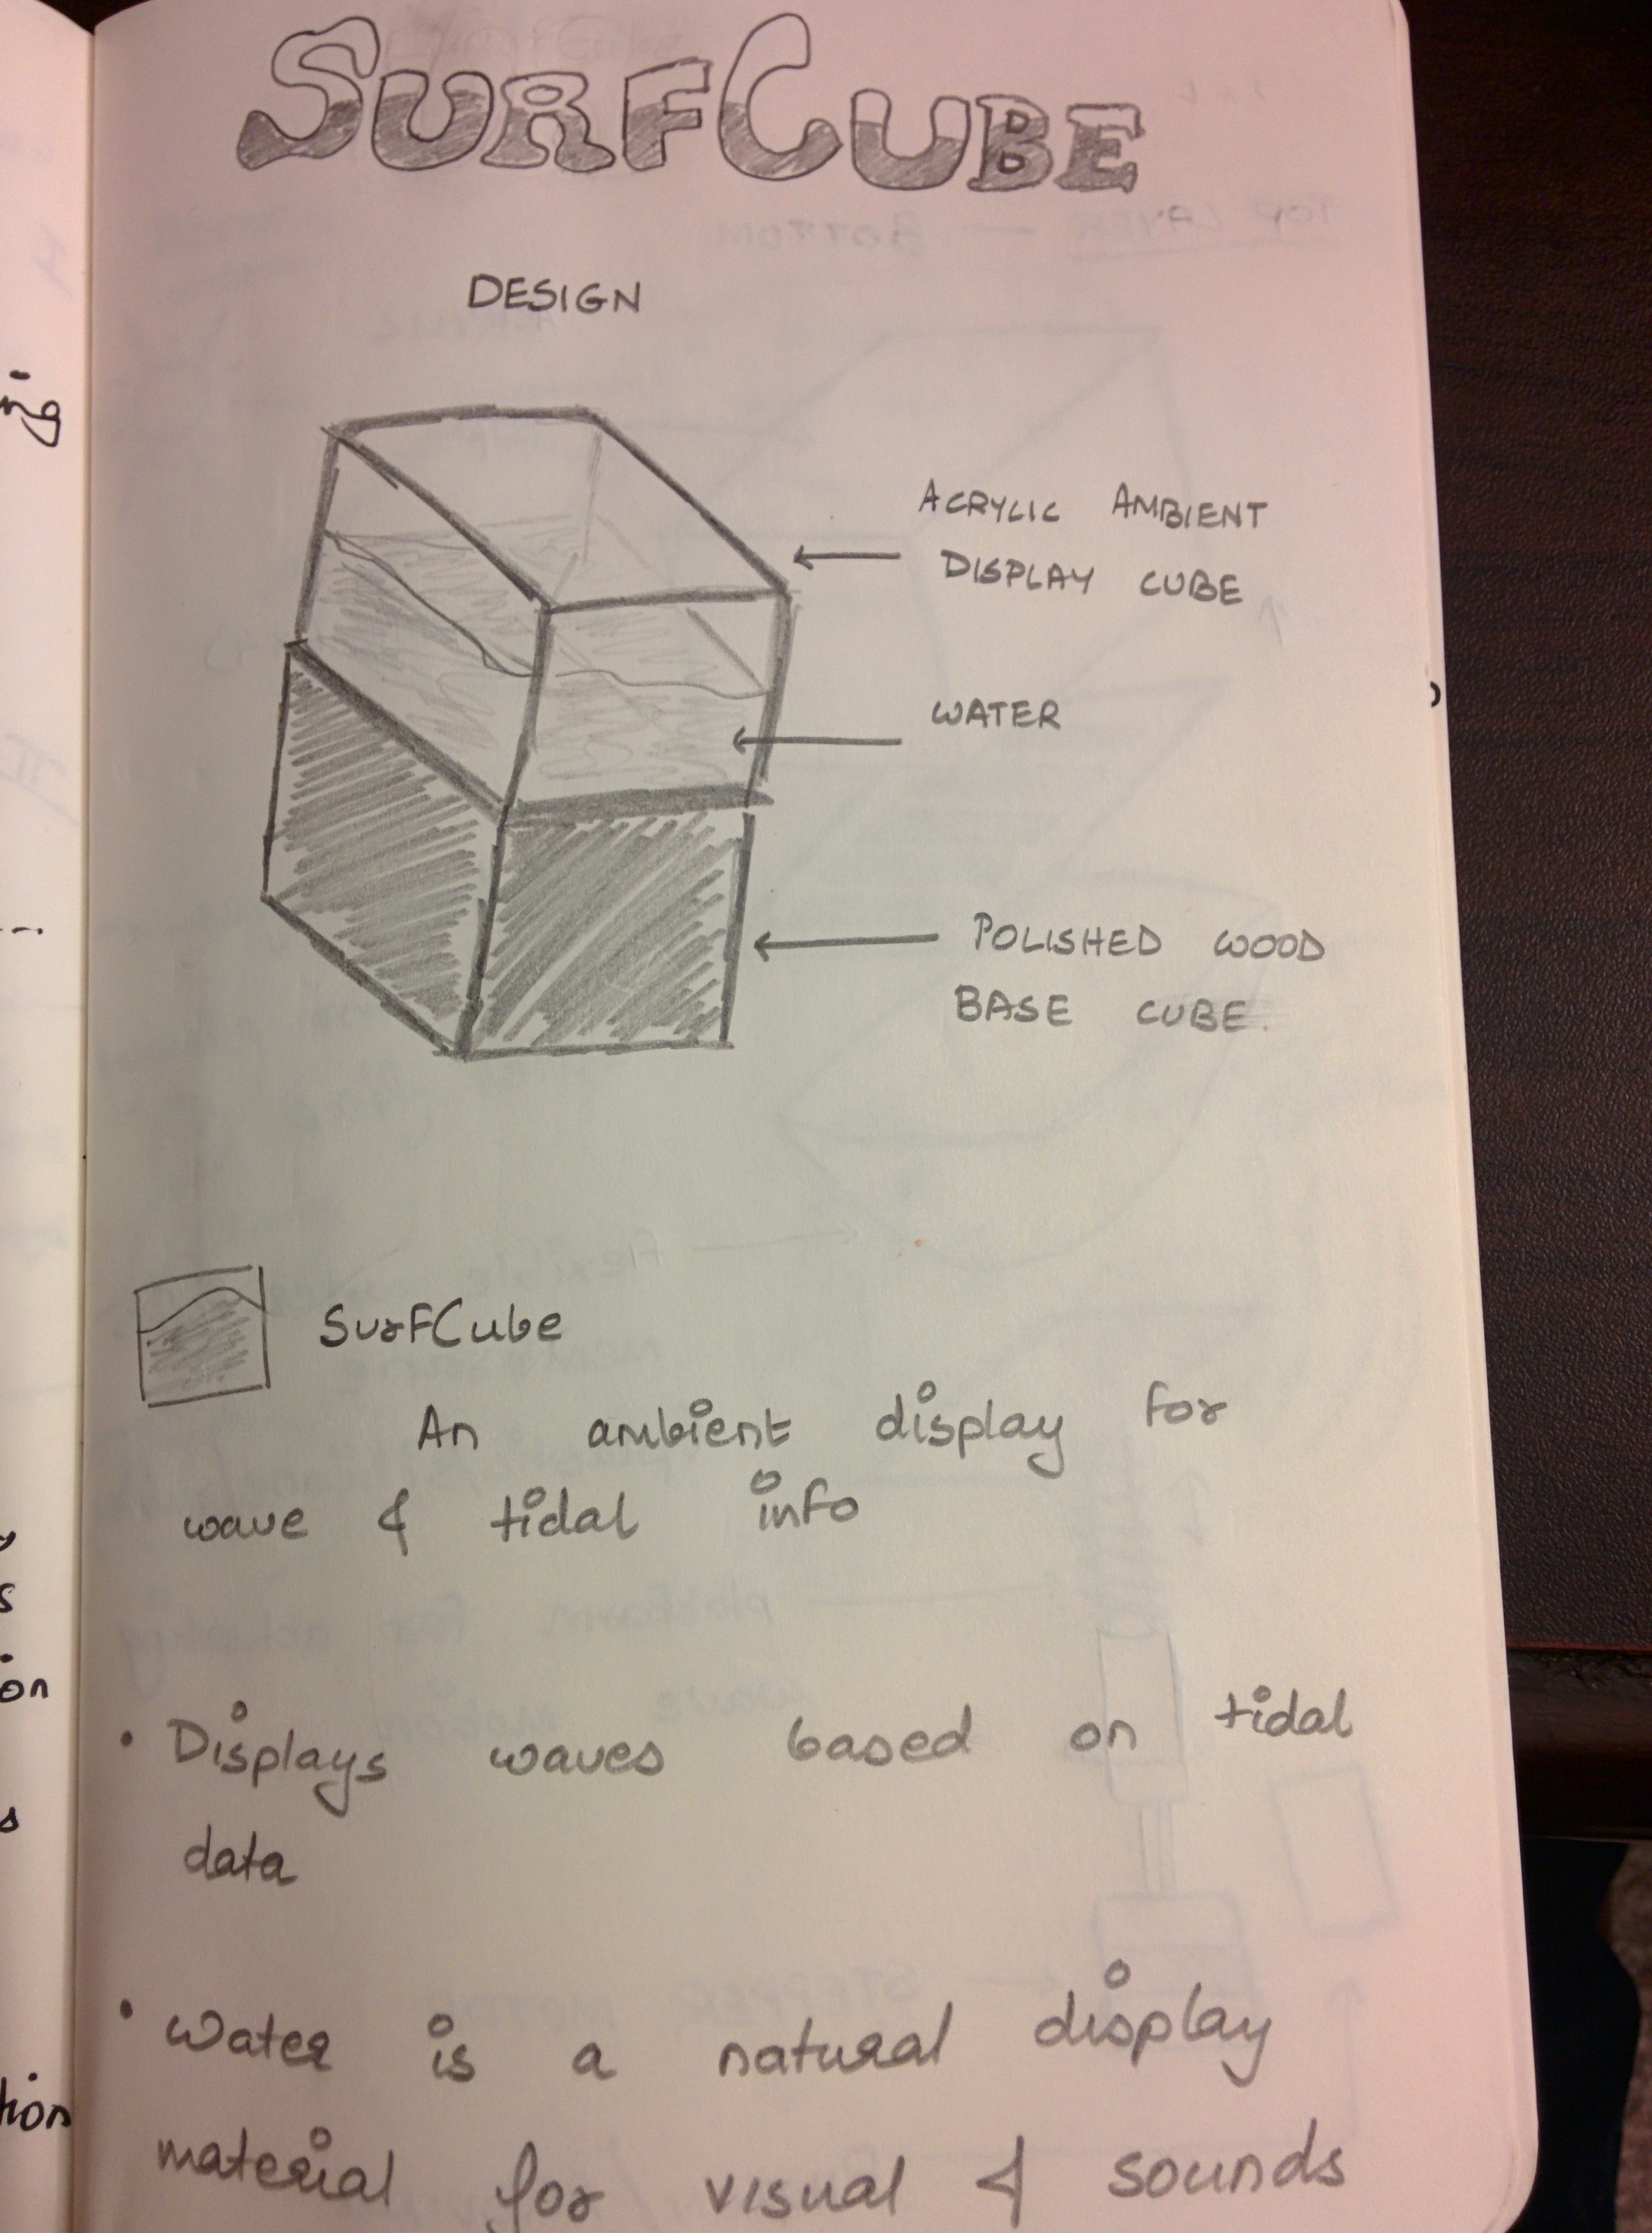 SURFCUBE
DESIGN
ACRYLIC AMBIENT
DISPLAY CUBE
WATER
POLISHED WOOD
BASE CUBE
SurfCube
An ambient display for
wave & tidal info
• Displays waves based on tidal
data
• Water is a natural display
material for visual & sounds